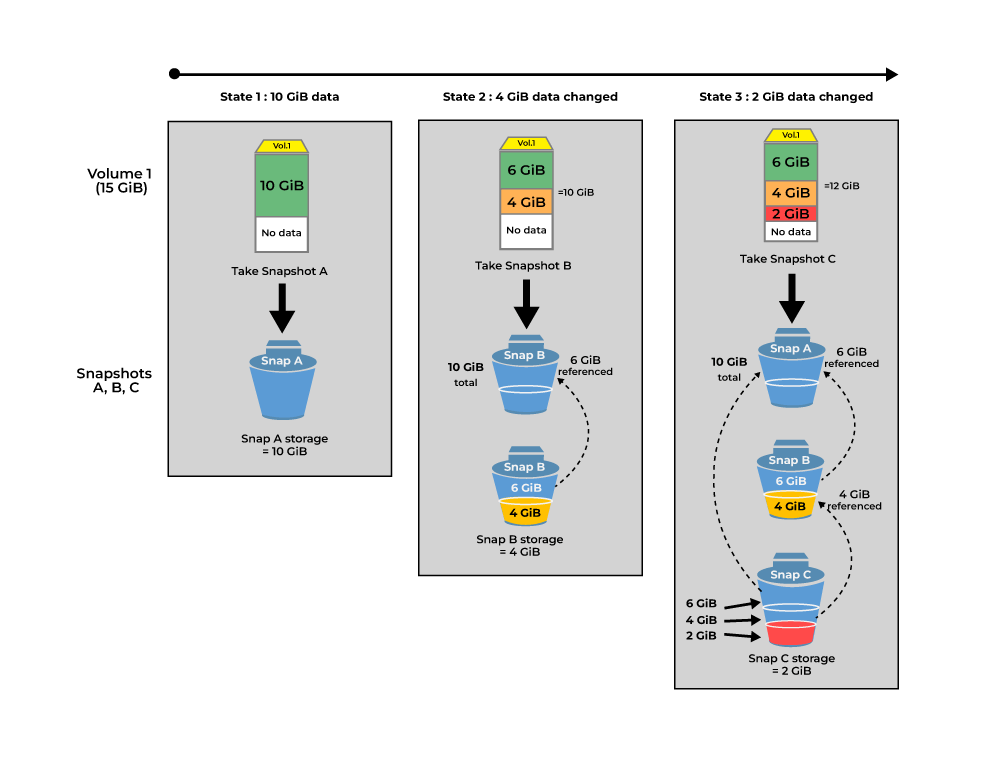 State 1 : 10 GiB data
State 2 : 4 GiB data changed
State 3 : 2 GiB data changed
Volume 1
(15 GiB)
Vol.1
10 GiB
No data
Take Snapshot A
Vol.1
6 GiB
4 GiB
=10 GiB
No data
Take Snapshot B
Vol.1
6 GiB
4 GiB
=12 GiB
2 GiB
No data
Take Snapshot C
Snapshots
A, B, C
Snap A
Snap A storage
= 10 GiB
Snap B
10 GiB
total
6 GiB
referenced
Snap B
6 GiB
4 GiB
Snap B storage
= 4 GiB
Snap A
10 GiB
total
6 GiB
referenced
Snap B
6 GiB
4 GiB
4 GiB
referenced
Snap C
6 GiB
4 GiB
2 GiB
Snap C storage
= 2 GiB